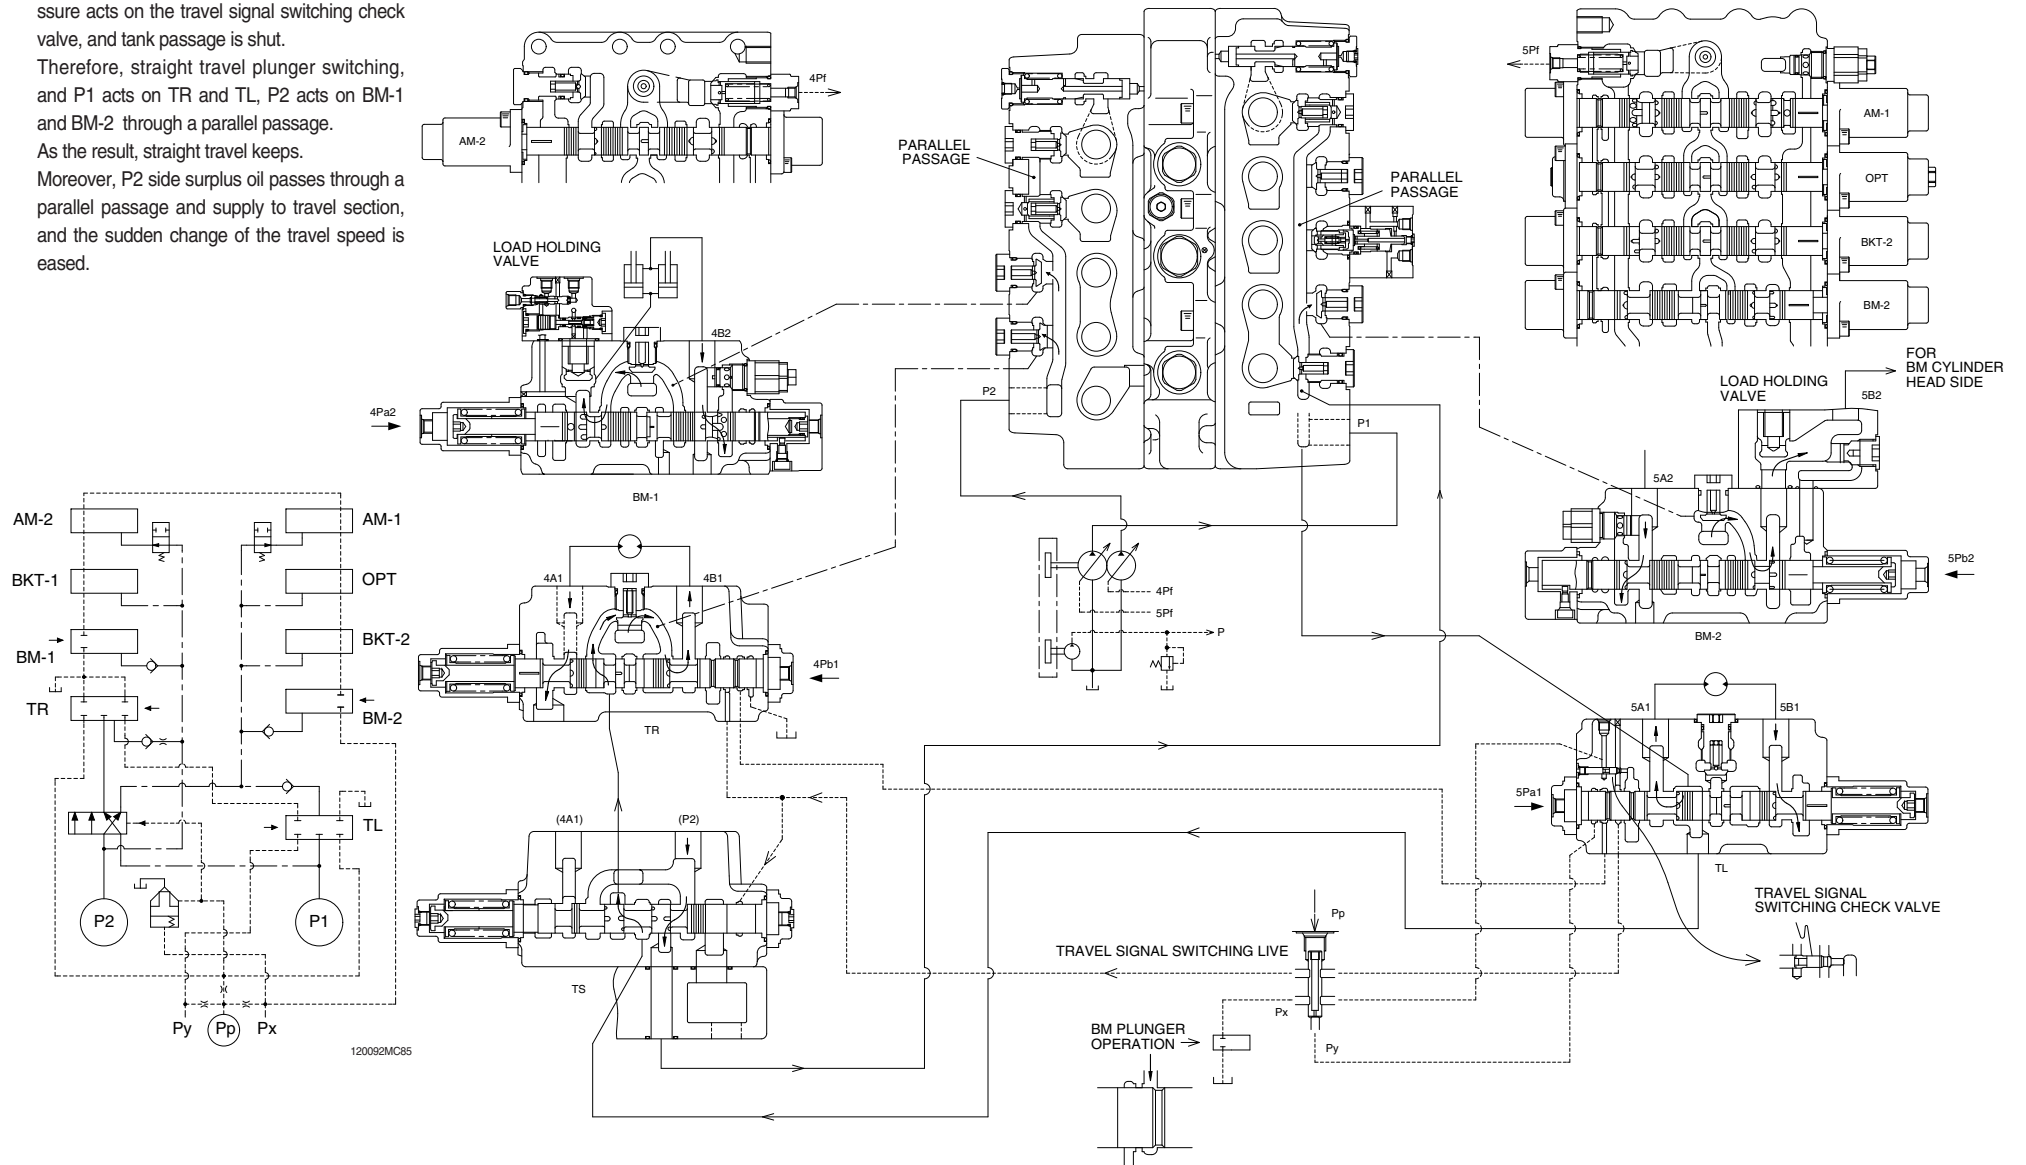 ssure acts on the travel signal switching check
valve, and tank passage is shut.
Therefore, straight travel plunger switching,
and P1 acts on TR and TL, P2 acts on BM-1
and BM-2 through a parallel passage.
As the result, straight travel keeps.
Moreover, P2 side surplus oil passes through a
parallel passage and supply to travel section,
and the sudden change of the travel speed is
eased.
4Pf
AM-2
PARALLEL
PASSAGE
PARALLEL
PASSAGE
P2
P1
5Pf
AM-1
OPT
BKT-2
BM-2
LOAD HOLDING
VALVE
4B2
4Pa2
BM-1
FOR
BM CYLINDER
HEAD SIDE
LOAD HOLDING
VALVE
5B2
5A2
5Pb2
BM-2
AM-2
AM-1
BKT-1
OPT
BM-1
BKT-2
TR
BM-2
TL
P2
P1
Py
Pp
Px
120092MC85
4A1
4B1
4Pb1
TR
4Pf
5Pf
P
5A1
5B1
5Pa1
TL
(4A1)
(P2)
TS
TRAVEL SIGNAL
SWITCHING CHECK VALVE
Pp
TRAVEL SIGNAL SWITCHING LIVE
Px
BM PLUNGER
OPERATION
Py